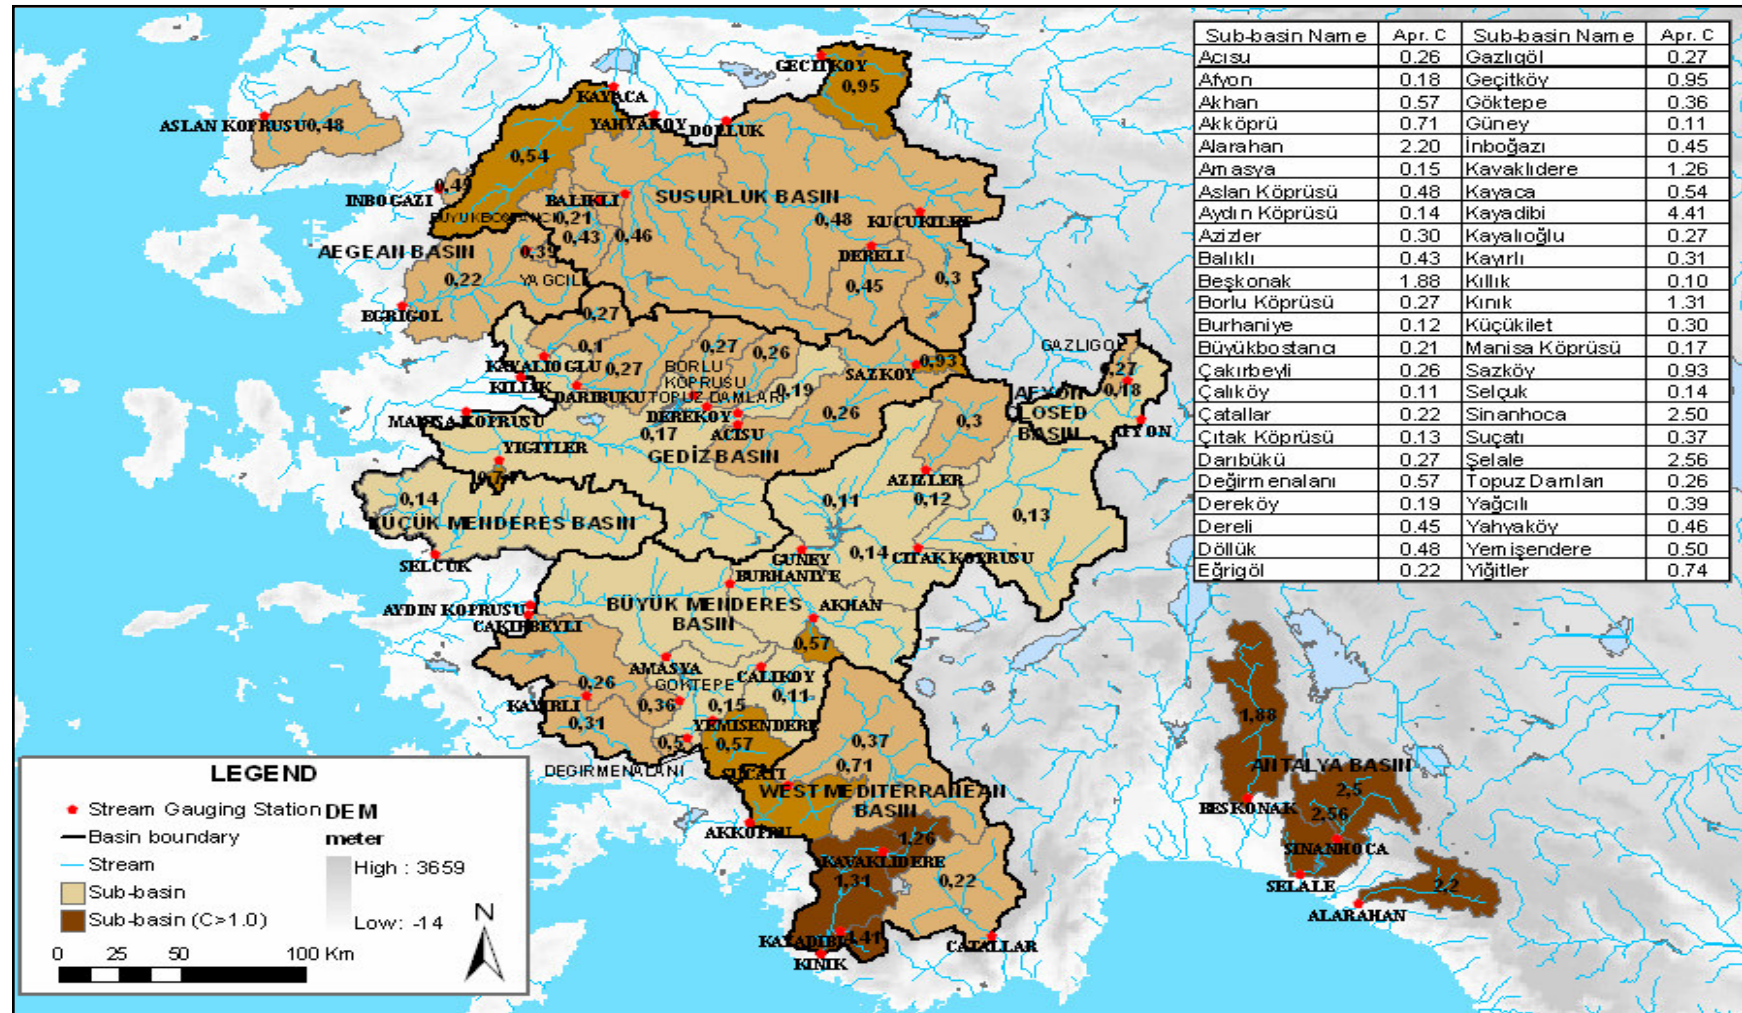 Sub-basin Name Apr. C Sub-basin Name Apr. C
Acısu 0.26 Gazlıgöl 0.27
Afyon 0.18 Geçitköy 0.95
Akhan 0.57 Göktepe 0.36
Akköprü 0.71 Güney 0.11
Alarahan 2.20 İnboğazı 0.45
Amasya 0.15 Kavaklıdere 1.26
Aslan Köprüsü 0.48 Kayaca 0.54
Aydın Köprüsü 0.14 Kayadibi 4.41
Azizler 0.30 Kayalıoğlu 0.27
Balıklı 0.43 Kayırlı 0.31
Beşkonak 1.88 Killik 0.10
Borlu Köprüsü 0.27 Kınık 1.31
Burhaniye 0.12 Küçükilet 0.30
Büyükbostancı 0.21 Manisa Köprüsü 0.17
Çakırbeyli 0.26 Sazköy 0.93
Çalıköy 0.11 Selçuk 0.14
Çatallar 0.22 Sinanhoca 2.50
Çıtak Köprüsü 0.13 Suçatı 0.37
Darıbükü 0.27 Şelale 2.56
Değirmenalanı 0.57 Topuz Damları 0.26
Dereköy 0.19 Yağcılı 0.39
Dereli 0.45 Yahyaköy 0.46
Döllük 0.48 Yemişendere 0.50
Eğrigöl 0.22 Yiğitler 0.74
GECITKOY
0,95
KAYACA
ASLAN KOPRUSU 0,48
YAHYAKOY
DOLLUK
0,54
0,49
INBOGAZI
BALIKLI
SUSURLUK BASIN
BUYUKBOSTANCI
0,21
0,48
KUCUKILET
0,43
0,46
AEGEAN BASIN
0,39
DERELI
0,22
YAGCILI
0,45
0,3
EGRIGOL
0,27
0,1
0,27
0,26
GAZLIGOL
KAYALIOGLU
0,27
BORLU
KOPRUSU
SAZKOY
0,93
0,27
KILLIK
DARIBUKU
TOPUZ DAMLARI
0,19
0,18
AFYON
CLOSED
BASIN
MANISA KOPRUSU
DEREKOY
0,26
0,3
AFYON
0,17
ACISU
YIGITLER
GEDİZ BASIN
AZIZLER
0,14
0,11
0,12
0,13
KÜÇÜK MENDERES BASIN
SELCUK
GUNEY
0,14
CITAK KOPRUSU
BURHANIYE
AYDIN KOPRUSU
BÜYÜK MENDERES
BASIN
AKHAN
CAKIRBEYLI
0,57
AMASYA
CALIKOY
0,26
GOKTEPE
0,11
KAYIRLI
0,36
0,15
0,31
YEMISENDERE
0,5
0,57
0,37
DEGIRMENALANI
SUCATI
0,71
WEST MEDITERRANEAN
BASIN
AKKOPRU
1,26
KAVAKLIDERE
1,31
0,22
KAYADIBI
4,41
CATALLAR
KINIK
1,88
ANTALYA BASIN
2,5
BESKONAK
2,56
SINANHOCA
SELALE
2,2
ALARAHAN
LEGEND
Stream Gauging Station
Basin boundary
Stream
Sub-basin
Sub-basin (C>1.0)
DEM
meter
High : 3659
Low: -14
N
0 25 50 100 Km